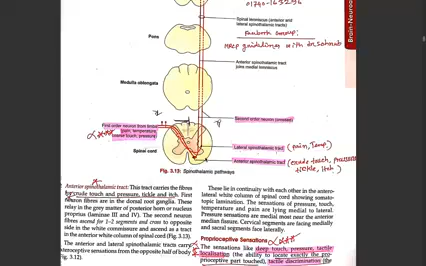 01790-163296
Spinal lemniscus (anterior and
lateral spinothalamic tracts)
Facebook Group:
MRCP guidelines with
Pons
Anterior spinothalamic tract
joins medial lemniscus
Medulla oblongata
Second order neuron (crossed)
First order neuron from limbs
(pain, temperature,
coarse touch, pressure)
Lateral spinothalamic tract (pain, Temp.)
Anterior spinothalamic tract (crude touch, pressure
tickle, Itch)
Spinal cord
Fig. 3.13: Spinothalamic pathways
Brain-Neuroa
Anterior spinothalamic tract: This tract carries the fibres
for crude touch and pressure, tickle and itch. First
neuron fibres are in the dorsal root ganglia. These
relay in the grey matter of posterior horn or nucleus
proprius (Laminae III and IV). The second neuron
fibres ascend for 1-2 segments and cross to opposite
side in the white commissure and ascend as a tract
in the anterior white column of spinal cord (Fig. 3.13).
The anterior and lateral spinothalamic tracts carry
exteroceptive sensations from the opposite half of body
(Fig. 3.12).
These lie in continuity with each other in the antero-
lateral white column of spinal cord showing somato-
topic lamination. The sensations of pressure, touch,
temperature and pain are lying medial to lateral.
Pressure sensations are medial most near the anterior
median fissure. Cervical segments are facing medially
and sacral segments face laterally.
Proprioceptive Sensations
The sensations like deep touch, pressure, tactile
localisation (the ability to locate exactly the pro-
prioceptive part touched), tactile discrimination (the